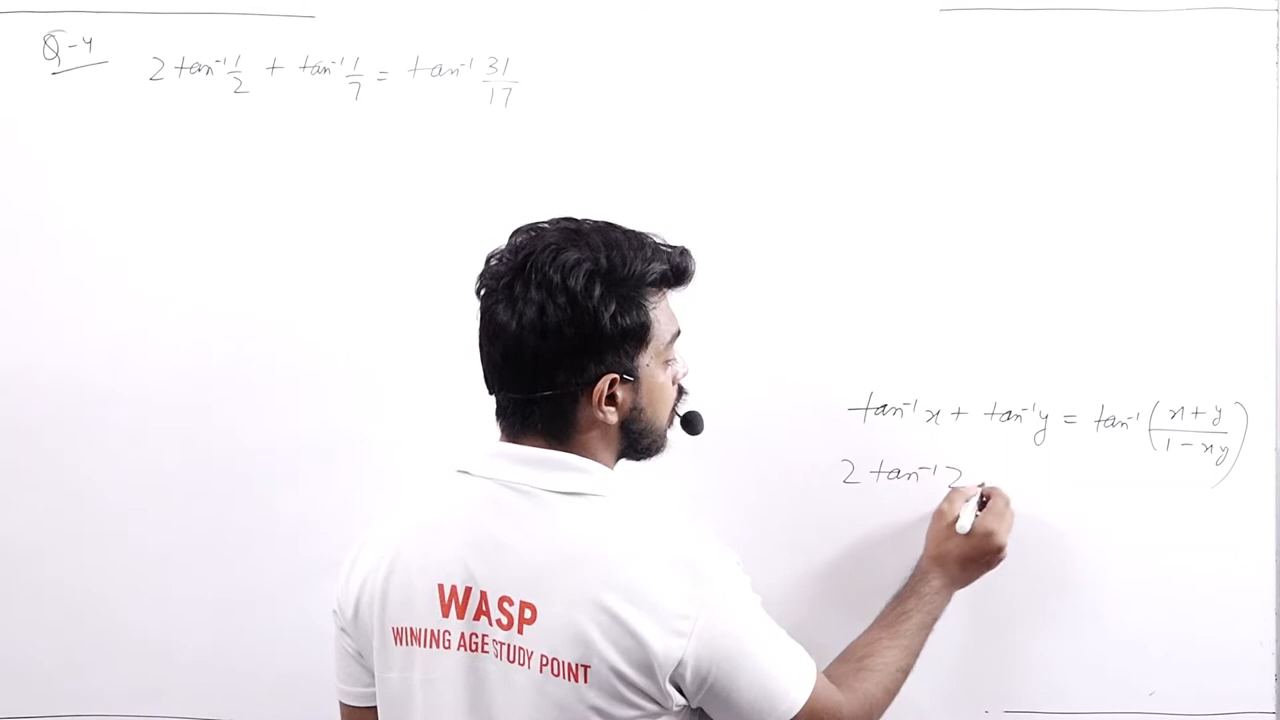 Q-4
2 tan⁻¹ 1/2 + tan⁻¹ 1/7 = tan⁻¹ 31/17
tan⁻¹ x + tan⁻¹ y = tan⁻¹ (x + y / 1 - xy)
2 tan⁻¹
WASP
WINING AGE STUDY POINT